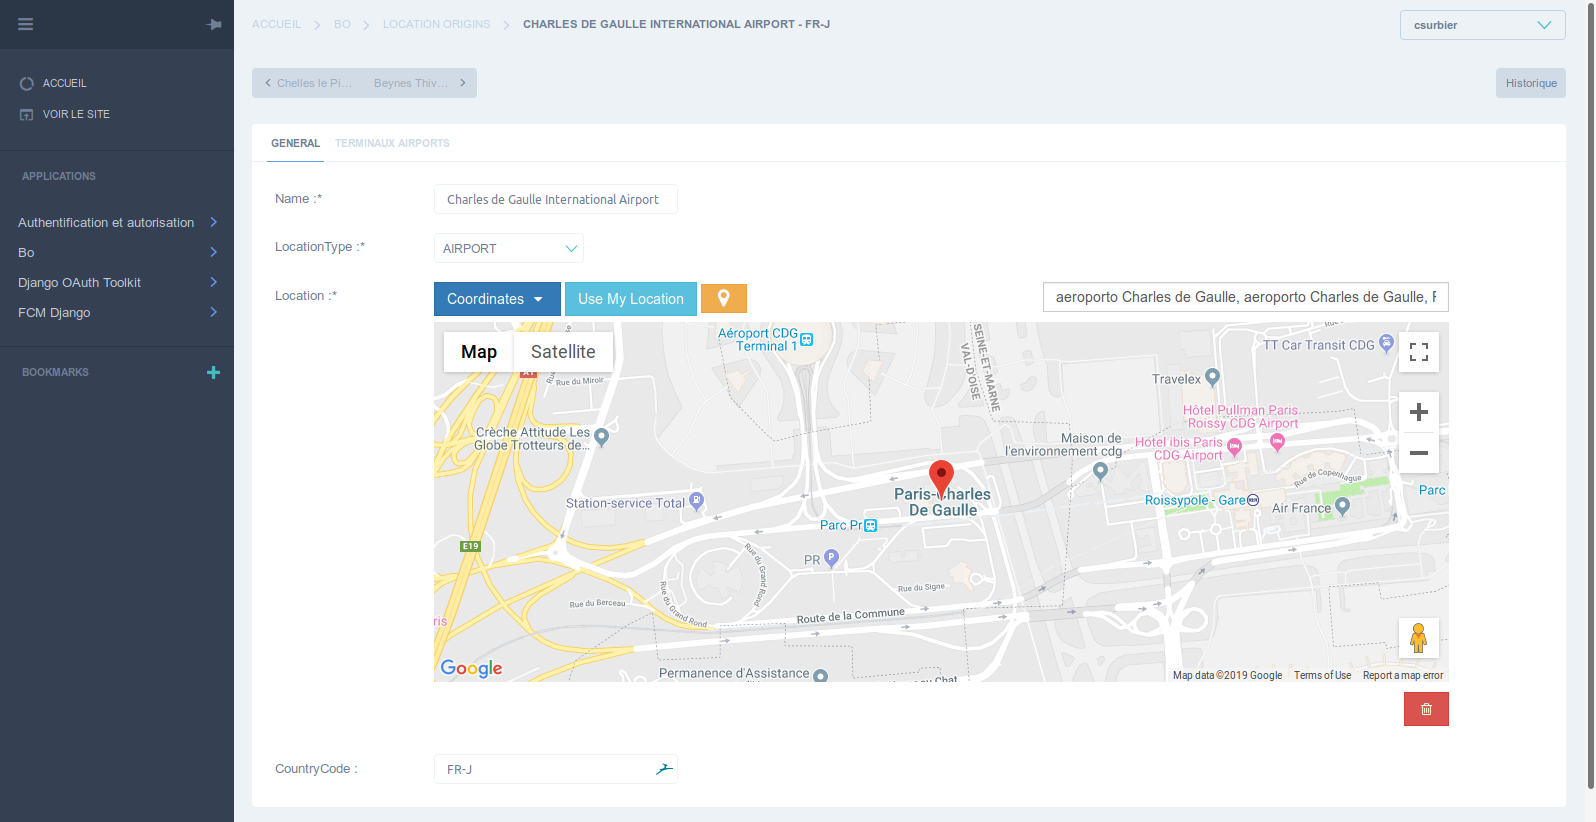 ACCUEIL > BO > LOCATION ORIGINS > CHARLES DE GAULLE INTERNATIONAL AIRPORT - FR-J
csurbier
ACCUEIL
VOIR LE SITE
APPLICATIONS
Authentification et autorisation
Bo
Django OAuth Toolkit
FCM Django
BOOKMARKS
Chelles le Pi...
Beynes Thiv...
Historique
GENERAL
TERMINAUX AIRPORTS
Name :*
Charles de Gaulle International Airport
LocationType :*
AIRPORT
Location :*
Coordinates
Use My Location
aeroporto Charles de Gaulle, aeroporto Charles de Gaulle, F
Map
Satellite
Aéroport CDG
Terminal 1
SEINE-ET-MARNE
VAL-D'OISE
TT Car Transit CDG
A1
Rue du Miroir
Travelex
Hôtel Pullman Paris
Roissy CDG Airport
Crèche Attitude Les
Globe Trotteurs de...
Maison de
l'environnement cdg
Hôtel ibis Paris
CDG Airport
Rue de Copenhague
Paris-Charles
De Gaulle
Station-service Total
Roissypole - Gare
RER
Parc
Air France
Parc Pr
E19
PR
P
Rue du Grand Rond
Rue du Signe
Rue du Grand Rond
Rue du Berceau
Route de la Commune
ris
Permanence d'Assistance
au Chat
Google
Map data ©2019 Google
Terms of Use
Report a map error
CountryCode :
FR-J